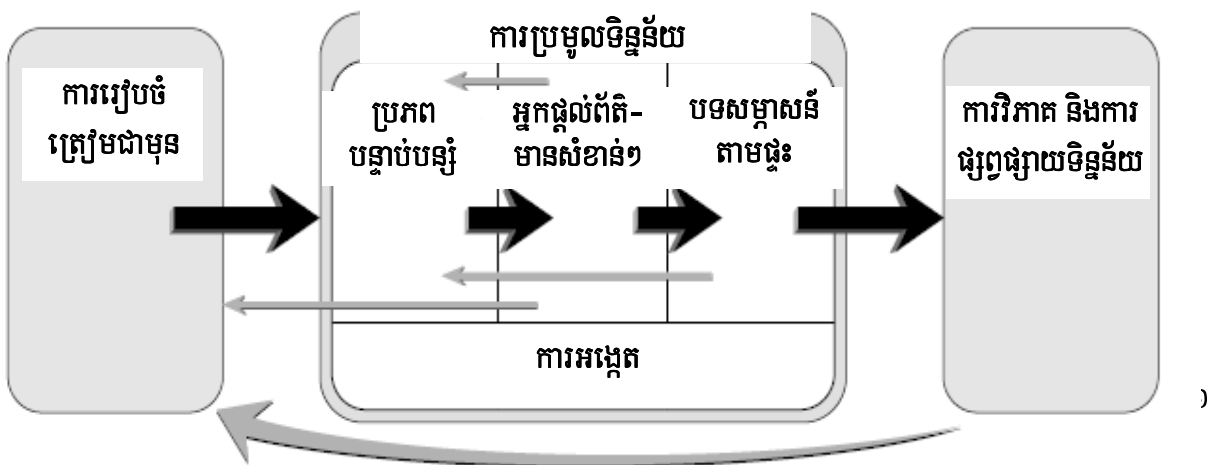 ការប្រមូលទិន្នន័យ
ការរៀបចំ
ត្រៀមជាមុន
ប្រភព
បន្ទាប់បន្សំ
អ្នកផ្តល់ព័ត៌-
មានសំខាន់ៗ
បទសម្ភាសន៍
តាមផ្ទះ
ការវិភាគ និងការ
ផ្សព្វផ្សាយទិន្នន័យ
ការអង្កេត